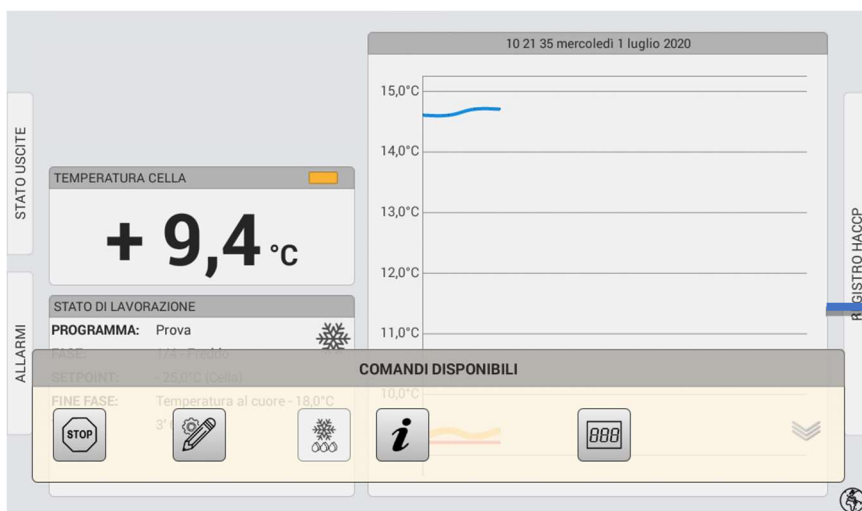 10 21 35 mercoledì 1 luglio 2020
STATO USCITE
ALLARMI
TEMPERATURA CELLA
+ 9,4 °C
STATO DI LAVORAZIONE
PROGRAMMA: Prova
FASE: 1/4 - Freddo
SETPOINT: - 25,0°C (Cella)
FINE FASE: Temperatura al cuore - 18,0°C
15,0°C
14,0°C
13,0°C
12,0°C
11,0°C
10,0°C
REGISTRO HACCP
COMANDI DISPONIBILI
STOP
i
888